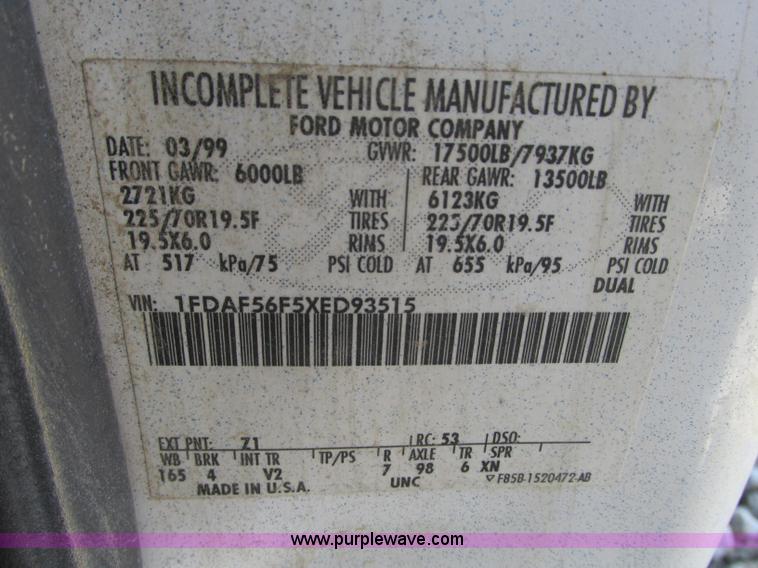 INCOMPLETE VEHICLE MANUFACTURED BY
FORD MOTOR COMPANY
DATE: 03/99 GVWR: 17500LB/7937KG
FRONT GAWR: 6000LB REAR GAWR: 13500LB
2721KG WITH 6123KG WITH
225/70R19.5F TIRES 225/70R19.5F TIRES
19.5X6.0 RIMS 19.5X6.0 RIMS
AT 517 kPa/75 PSI COLD AT 655 kPa/95 PSI COLD
DUAL
VIN: 1FDAF56F5XED93515
EXT PNT: Z1 RC: 53 DSO:
WB BRK INT TR TP/PS R AXLE TR SPR
165 4 V2 7 98 6 XN
MADE IN U.S.A. UNC F85B-1520472-AB
www.purplewave.com